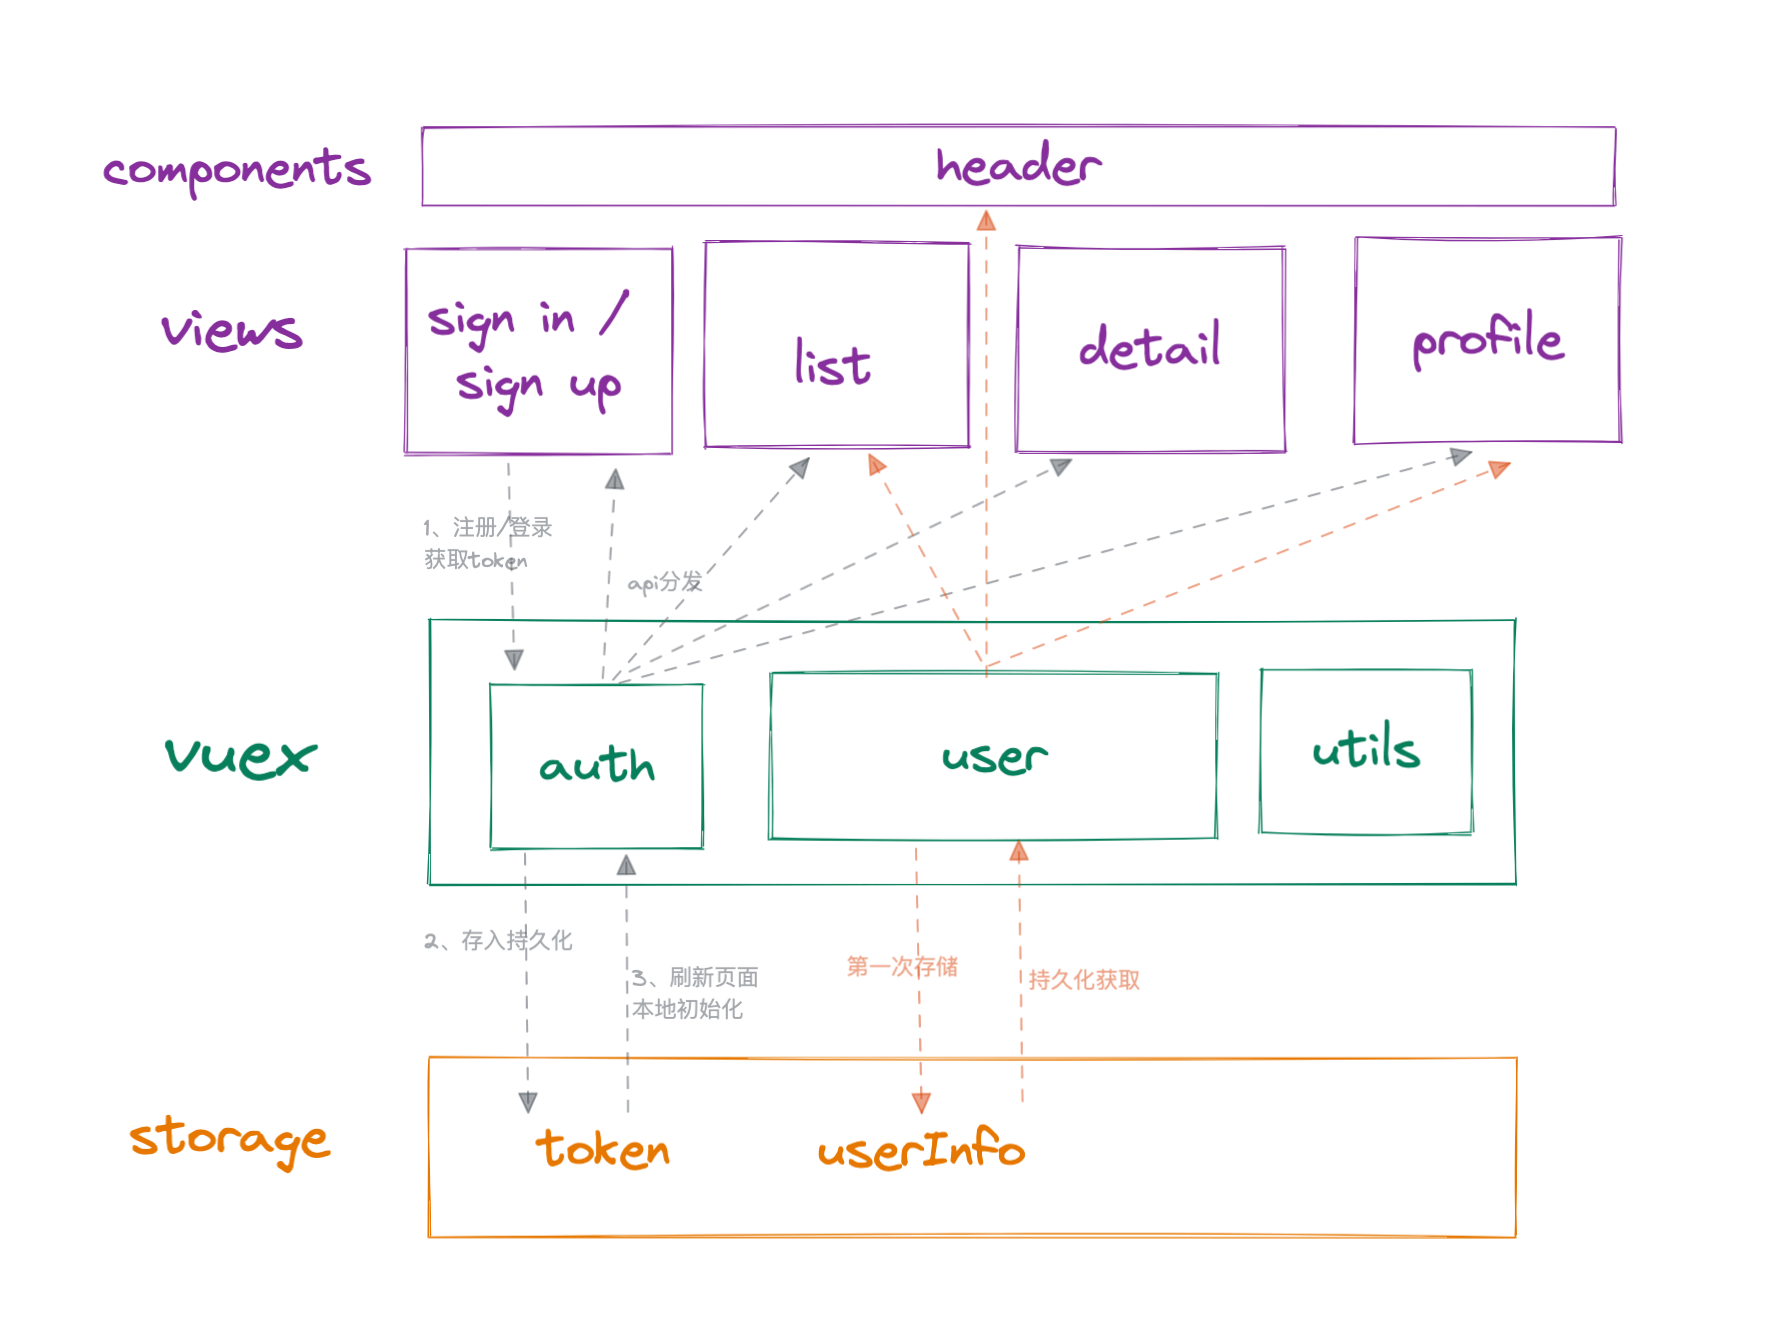 components
header
views
sign in /
sign up
list
detail
profile
1、注册/登录
获取token
api分发
vuex
auth
user
utils
2、存入持久化
3、刷新页面
本地初始化
第一次存储
持久化获取
storage
token
userInfo